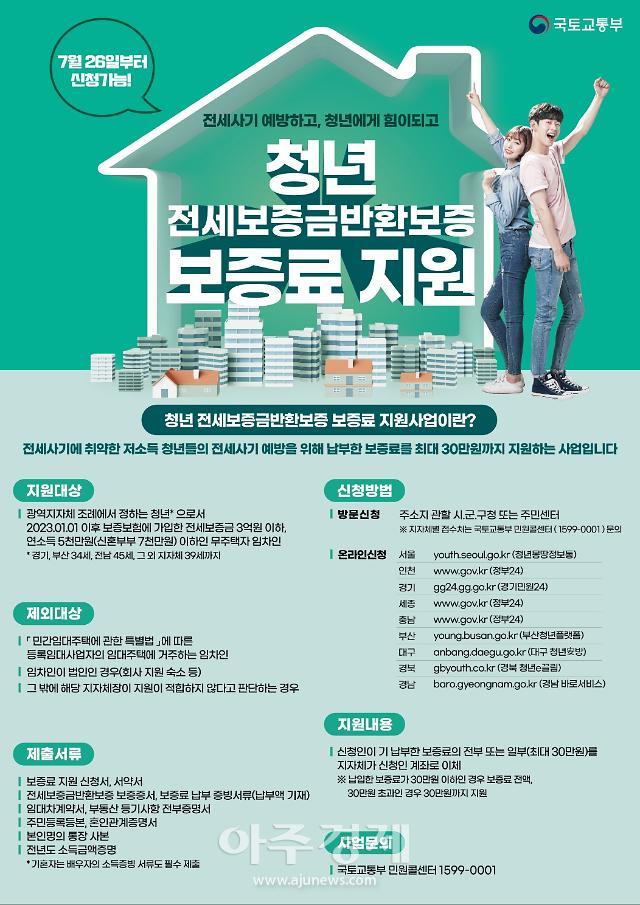 국토교통부
7월 26일부터
신청가능!
전세사기 예방하고, 청년에게 힘이되고
청년
전세보증금반환보증
보증료 지원
청년 전세보증금반환보증 보증료 지원사업이란?
전세사기에 취약한 저소득 청년들의 전세사기 예방을 위해 납부한 보증료를 최대 30만원까지 지원하는 사업입니다
지원대상
광역지자체 조례에서 정하는 청년* 으로서
2023.01.01 이후 보증보험에 가입한 전세보증금 3억원 이하,
연소득 5천만원(신혼부부 7천만원) 이하인 무주택자 임차인
* 경기, 부산 34세, 전남 45세, 그 외 지자체 39세까지
제외대상
「 민간임대주택에 관한 특별법 」에 따른
등록임대사업자의 임대주택에 거주하는 임차인
임차인이 법인인 경우(회사 지원 숙소 등)
그 밖에 해당 지자체장이 지원이 적합하지 않다고 판단하는 경우
제출서류
보증료 지원 신청서, 서약서
전세보증금반환보증 보증증서, 보증료 납부 증빙서류(납부액 기재)
임대차계약서, 부동산 등기사항 전부증명서
주민등록등본, 혼인관계증명서
본인명의 통장 사본
전년도 소득금액증명
* 기혼자는 배우자의 소득증빙 서류도 필수 제출
신청방법
방문신청 주소지 관할 시.군.구청 또는 주민센터
※ 지자체별 접수처는 국토교통부 민원콜센터 ( 1599-0001 ) 문의
온라인신청 서울 youth.seoul.go.kr (청년몽땅정보통)
인천 www.gov.kr (정부24)
경기 gg24.gg.go.kr (경기민원24)
세종 www.gov.kr (정부24)
충남 www.gov.kr (정부24)
부산 young.busan.go.kr (부산청년플랫폼)
대구 anbang.daegu.go.kr (대구 청년安방)
경북 gbyouth.co.kr (경북 청년e끌림)
경남 baro.gyeongnam.go.kr (경남 바로서비스)
지원내용
신청인이 기 납부한 보증료의 전부 또는 일부(최대 30만원)를
지자체가 신청인 계좌로 이체
※ 납입한 보증료가 30만원 이하인 경우 보증료 전액,
30만원 초과인 경우 30만원까지 지원
사업문의
국토교통부 민원콜센터 1599-0001
아주경제
www.ajunews.com